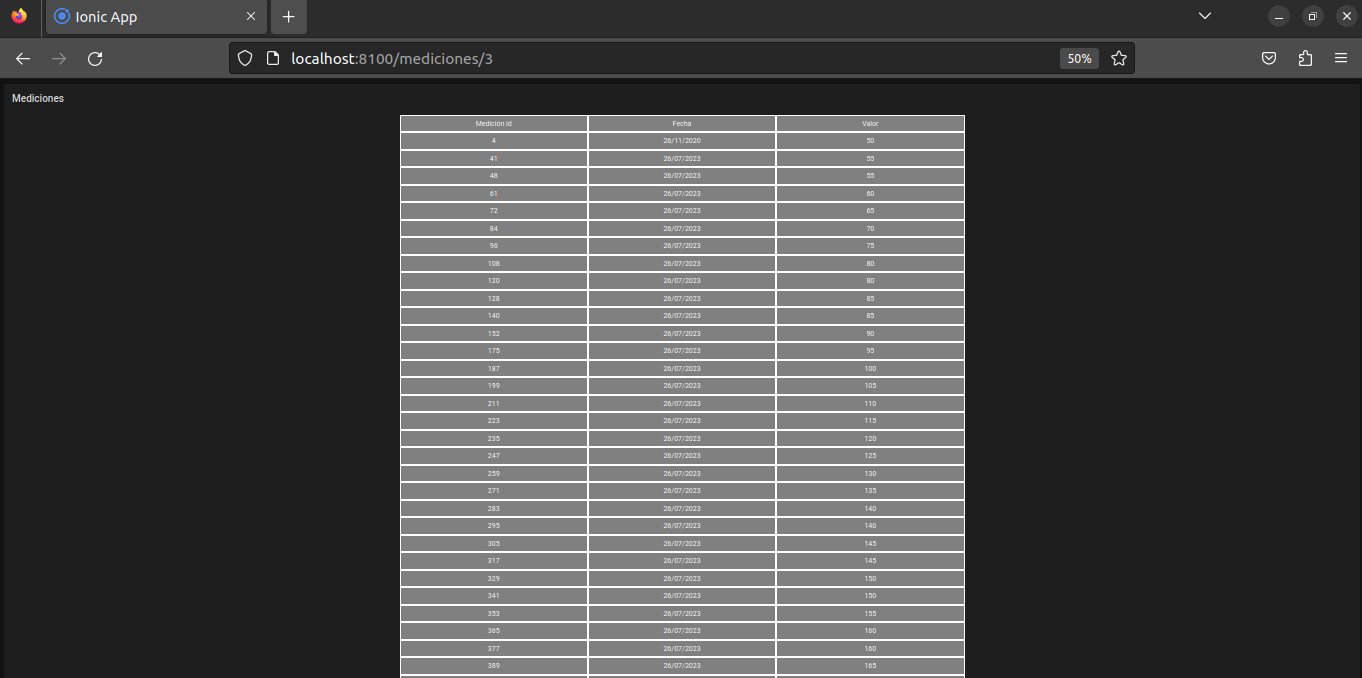 Ionic App
localhost:8100/mediciones/3
50%
Mediciones
Medición id Fecha Valor
4 26/11/2020 50
41 26/07/2023 55
48 26/07/2023 55
61 26/07/2023 60
72 26/07/2023 65
84 26/07/2023 70
96 26/07/2023 75
108 26/07/2023 80
120 26/07/2023 80
128 26/07/2023 85
140 26/07/2023 85
152 26/07/2023 90
175 26/07/2023 95
187 26/07/2023 100
199 26/07/2023 105
211 26/07/2023 110
223 26/07/2023 115
235 26/07/2023 120
247 26/07/2023 125
259 26/07/2023 130
271 26/07/2023 135
283 26/07/2023 140
295 26/07/2023 140
305 26/07/2023 145
317 26/07/2023 145
329 26/07/2023 150
341 26/07/2023 150
353 26/07/2023 155
365 26/07/2023 160
377 26/07/2023 160
389 26/07/2023 165